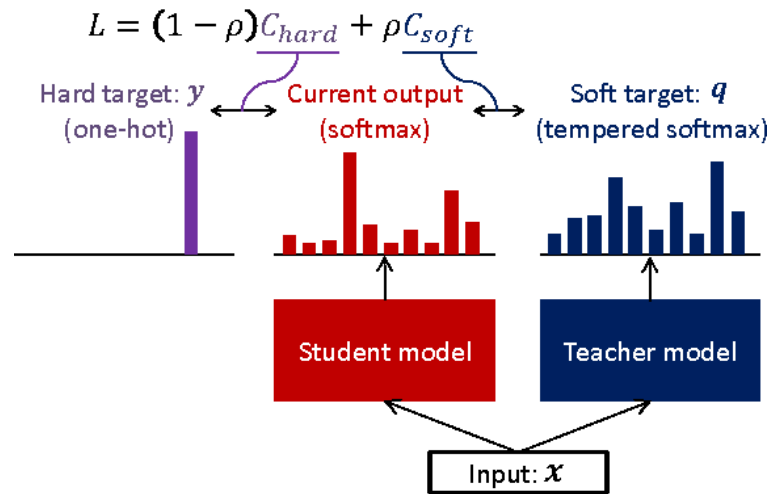 L = (1 − ρ)C_hard + ρC_soft
Hard target: y
(one-hot)
Current output
(softmax)
Soft target: q
(tempered softmax)
Student model
Teacher model
Input: x